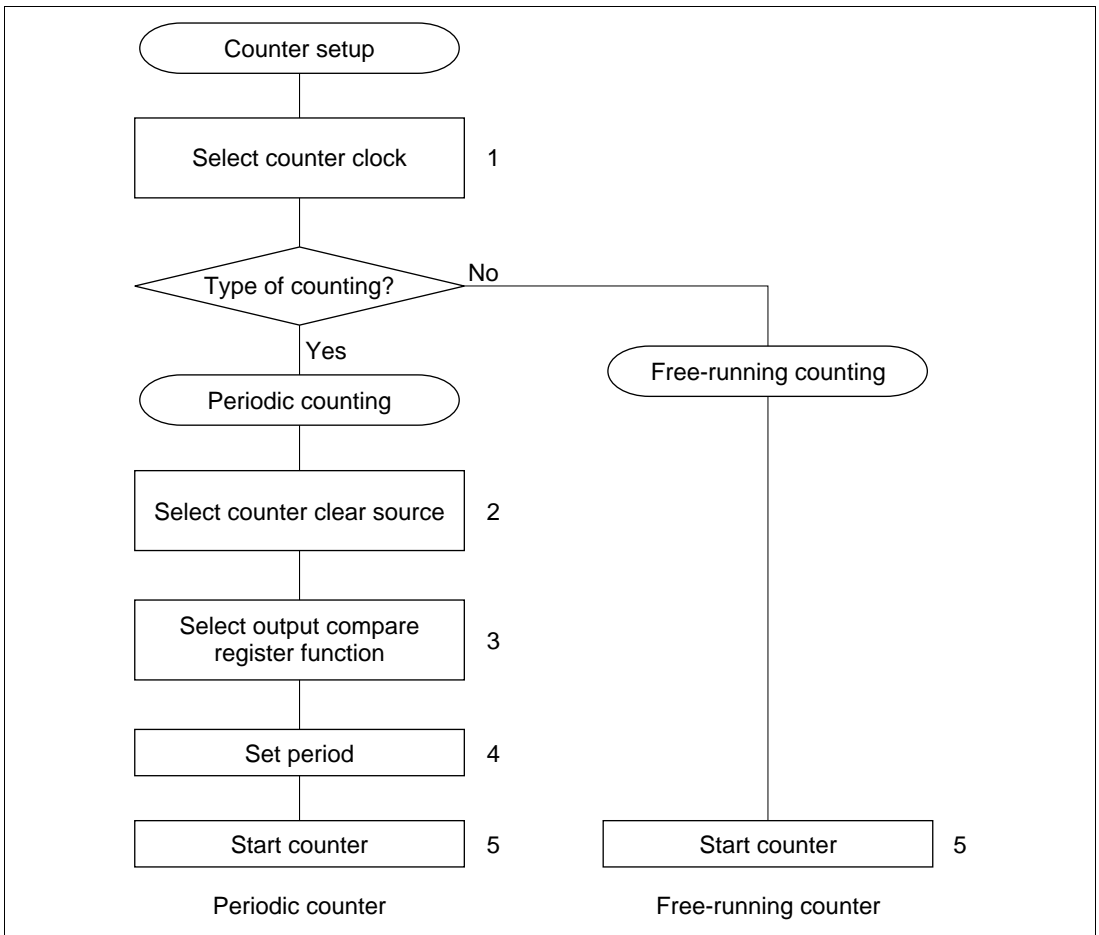 Counter setup
Select counter clock
1
Type of counting?
No
Yes
Free-running counting
Periodic counting
Select counter clear source
2
Select output compare
register function
3
Set period
4
Start counter
5
Start counter
5
Periodic counter
Free-running counter